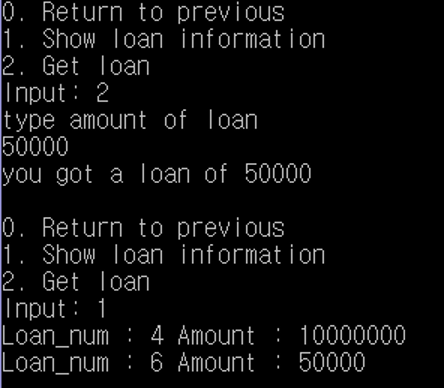 0. Return to previous
1. Show loan information
2. Get loan
Input: 2
type amount of loan
50000
you got a loan of 50000
0. Return to previous
1. Show loan information
2. Get loan
Input: 1
Loan_num : 4 Amount : 10000000
Loan_num : 6 Amount : 50000